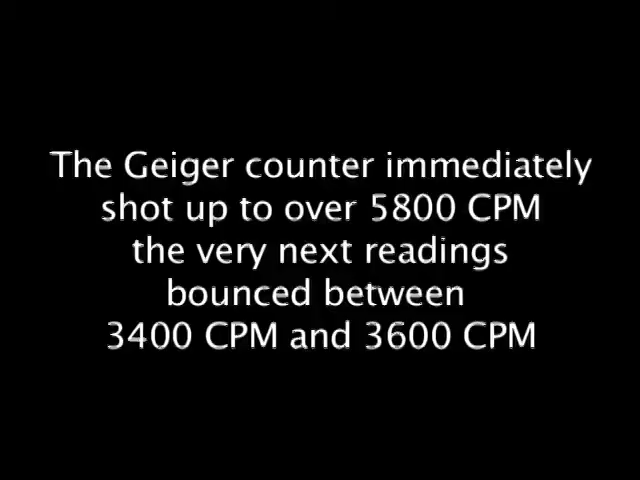 The Geiger counter immediately
shot up to over 5800 CPM
the very next readings
bounced between
3400 CPM and 3600 CPM